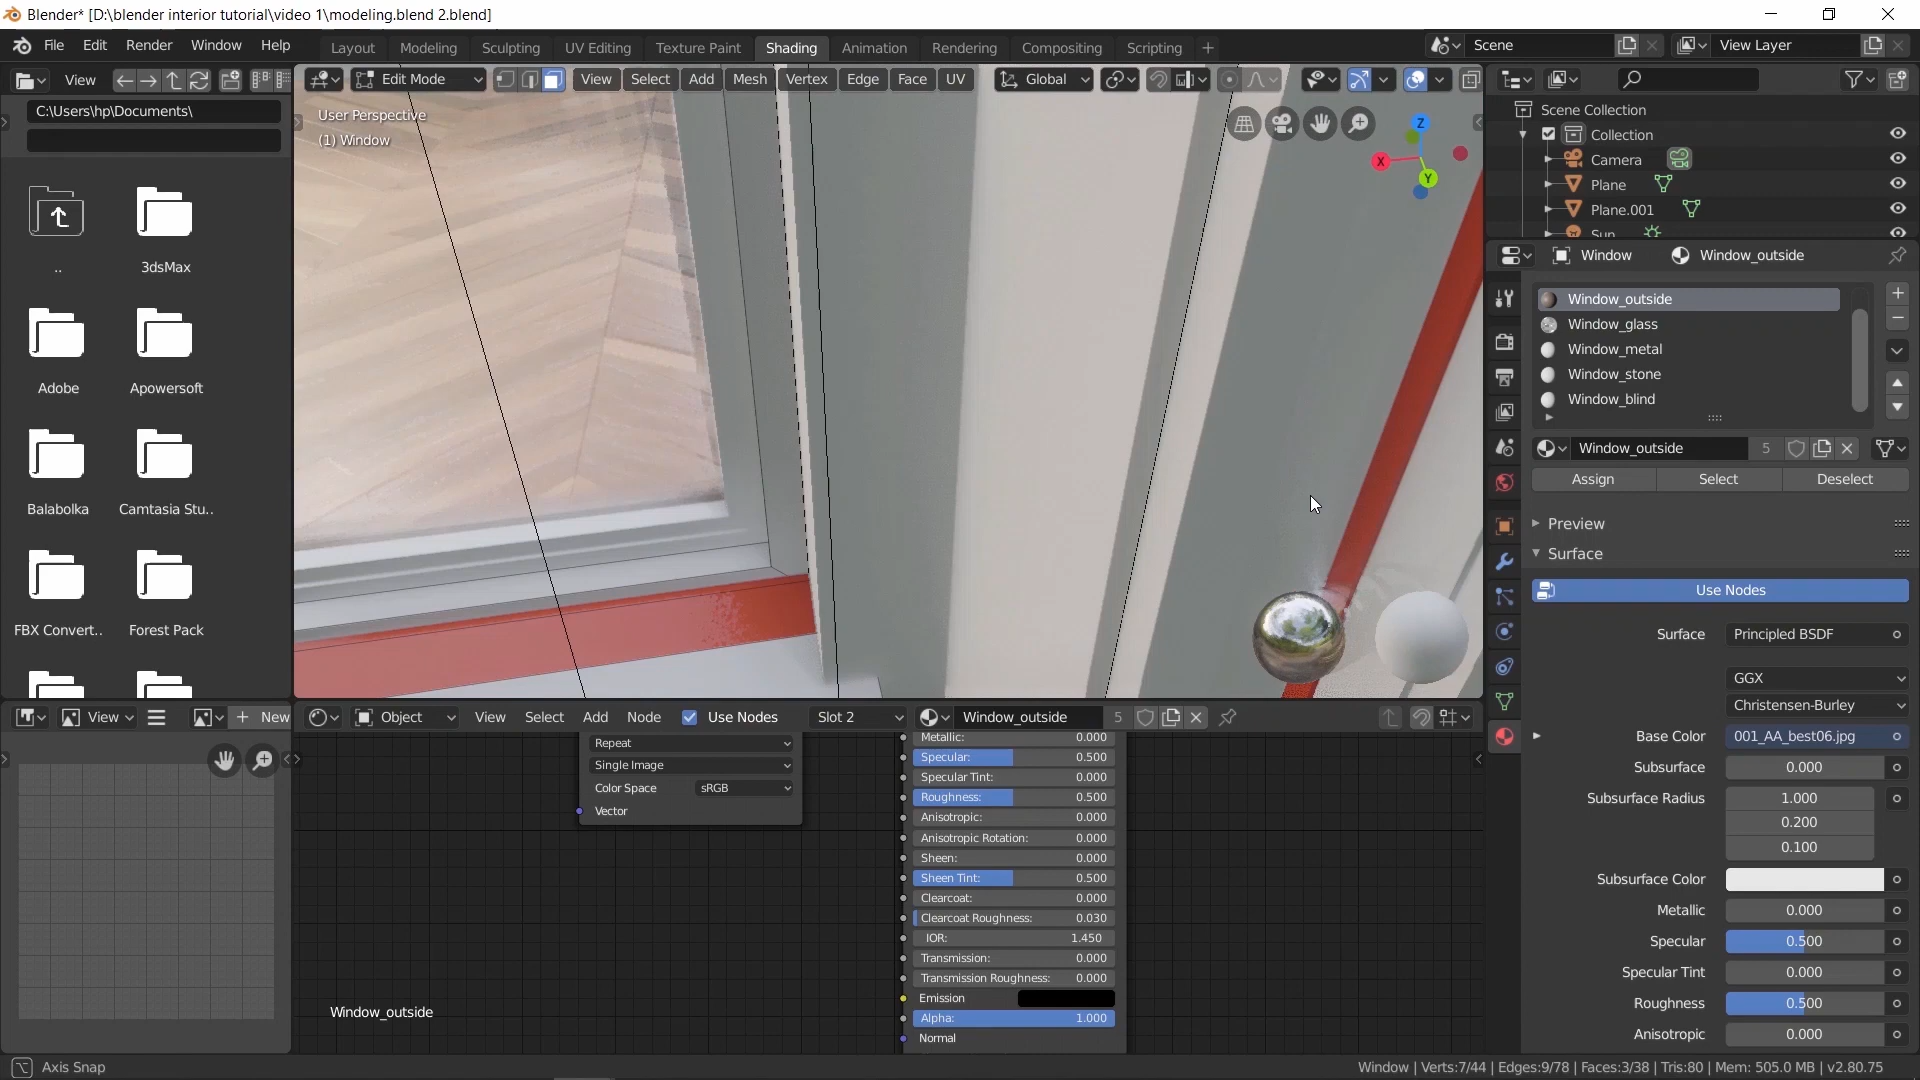 Blender* [D:\blender interior tutorial\video 1\modeling.blend 2.blend]
File Edit Render Window Help
Layout Modeling Sculpting UV Editing Texture Paint Shading Animation Rendering Compositing Scripting +
Scene
View Layer
View
Edit Mode
View Select Add Mesh Vertex Edge Face UV
Global
C:\Users\hp\Documents\
User Perspective
(1) Window
Z
X
Y
Scene Collection
Collection
Camera
Plane
Plane.001
Sun
Window
Window_outside
..
3dsMax
Adobe
Apowersoft
Balabolka
Camtasia Stu..
FBX Convert..
Forest Pack
Window_outside
Window_glass
Window_metal
Window_stone
Window_blind
Window_outside 5
Assign Select Deselect
Preview
Surface
Use Nodes
Surface Principled BSDF
GGX
Christensen-Burley
Base Color 001_AA_best06.jpg
Subsurface 0.000
Subsurface Radius 1.000
0.200
0.100
Subsurface Color
Metallic 0.000
Specular 0.500
Specular Tint 0.000
Roughness 0.500
Anisotropic 0.000
View
+ New
Object View Select Add Node Use Nodes Slot 2 Window_outside 5
Repeat
Single Image
Color Space sRGB
Vector
Metallic: 0.000
Specular: 0.500
Specular Tint: 0.000
Roughness: 0.500
Anisotropic: 0.000
Anisotropic Rotation: 0.000
Sheen: 0.000
Sheen Tint: 0.500
Clearcoat: 0.000
Clearcoat Roughness: 0.030
IOR: 1.450
Transmission: 0.000
Transmission Roughness: 0.000
Emission
Alpha: 1.000
Normal
Window_outside
Axis Snap
Window | Verts:7/44 | Edges:9/78 | Faces:3/38 | Tris:80 | Mem: 505.0 MB | v2.80.75